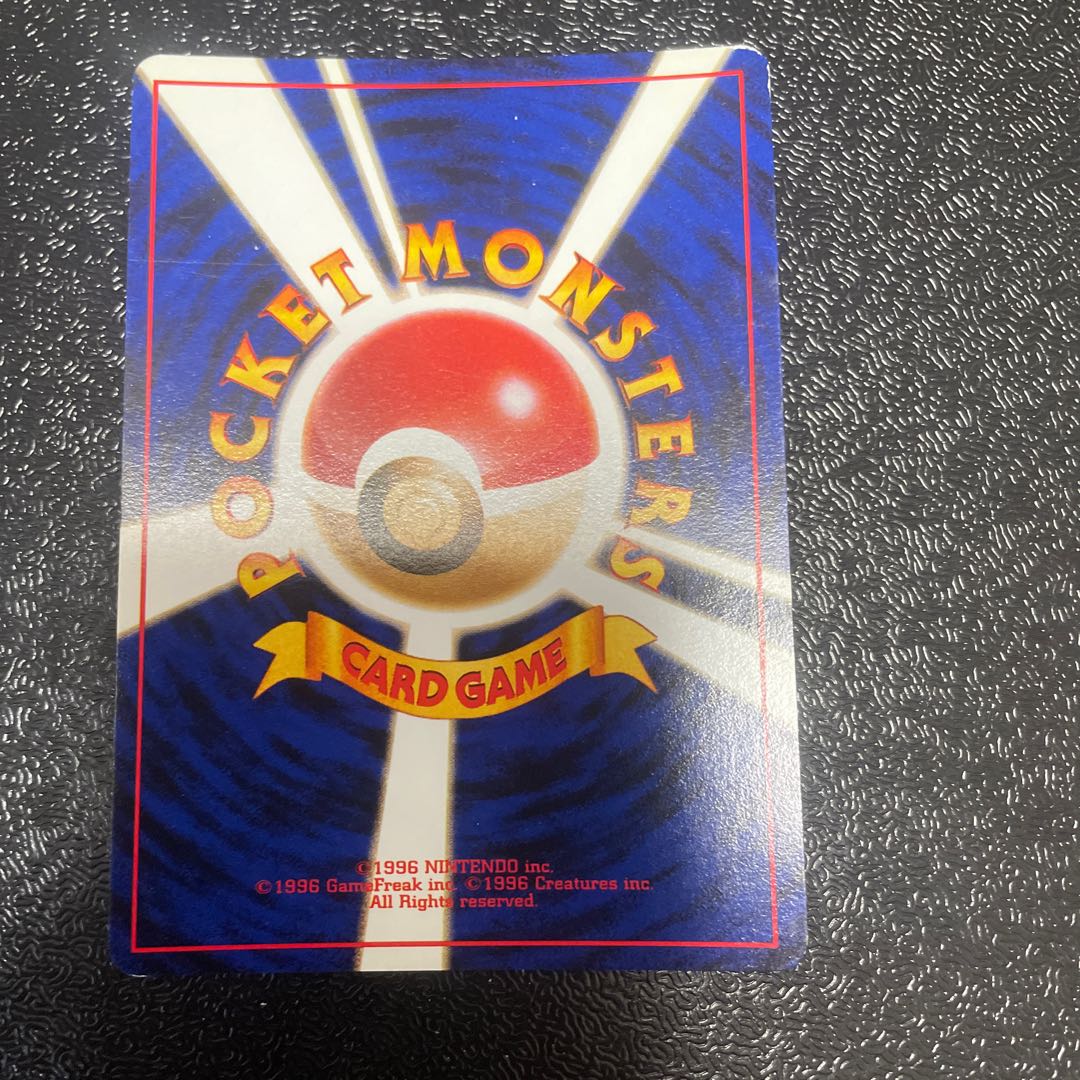 POCKET MONSTERS
CARD GAME
©1996 NINTENDO inc.
©1996 GameFreak inc. ©1996 Creatures inc.
All Rights reserved.